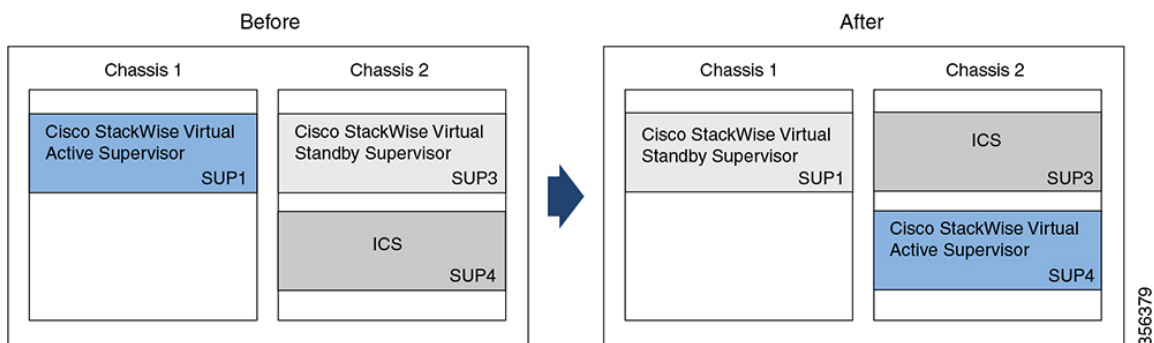 Before
Chassis 1
Chassis 2
Cisco StackWise Virtual
Active Supervisor
SUP1
Cisco StackWise Virtual
Standby Supervisor
SUP3
ICS
SUP4
After
Chassis 1
Chassis 2
Cisco StackWise Virtual
Standby Supervisor
SUP1
ICS
SUP3
Cisco StackWise Virtual
Active Supervisor
SUP4
356379